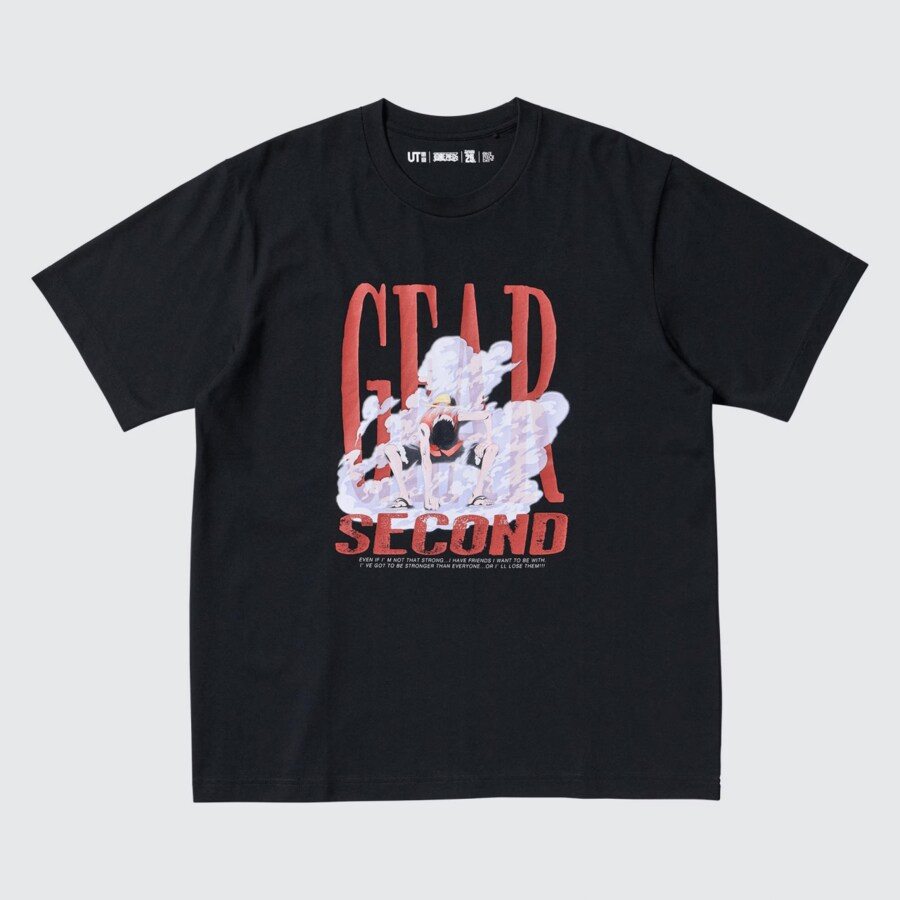 UT
GEAR
SECOND
EVEN IF I´M NOT THAT STRONG...I HAVE FRIENDS I WANT TO BE WITH.
I´VE GOT TO BE STRONGER THAN EVERYONE...OR I´LL LOSE THEM!!!